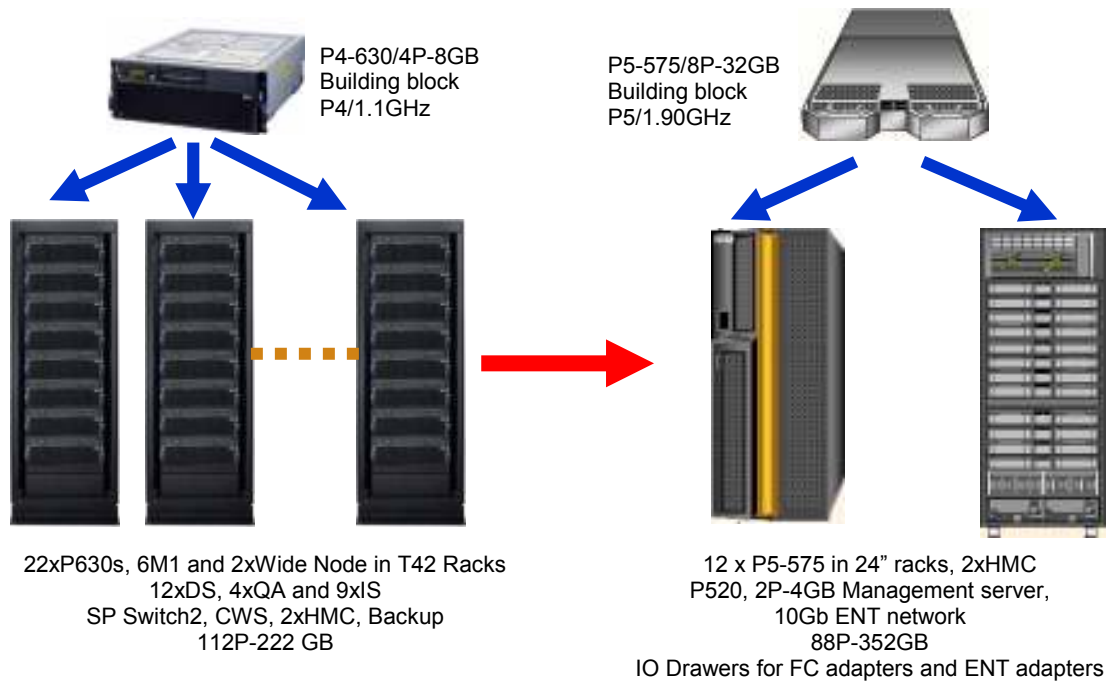 P4-630/4P-8GB
Building block
P4/1.1GHz
P5-575/8P-32GB
Building block
P5/1.90GHz
22xP630s, 6M1 and 2xWide Node in T42 Racks
12xDS, 4xQA and 9xIS
SP Switch2, CWS, 2xHMC, Backup
112P-222 GB
12 x P5-575 in 24” racks, 2xHMC
P520, 2P-4GB Management server,
10Gb ENT network
88P-352GB
IO Drawers for FC adapters and ENT adapters